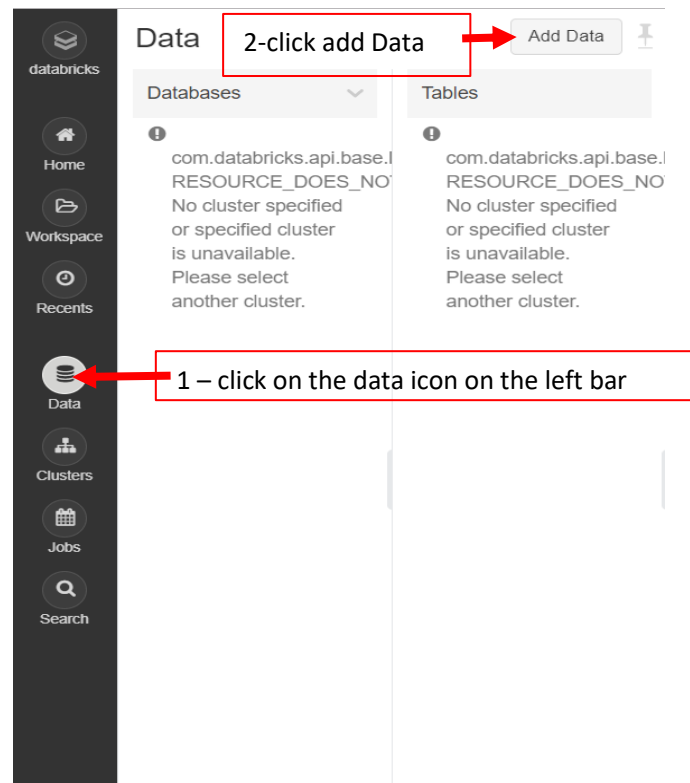 databricks
Home
Workspace
Recents
Data
Clusters
Jobs
Search
Data
2-click add Data
Add Data
Databases
com.databricks.api.base.
RESOURCE_DOES_NO
No cluster specified
or specified cluster
is unavailable.
Please select
another cluster.
Tables
com.databricks.api.base.
RESOURCE_DOES_NO
No cluster specified
or specified cluster
is unavailable.
Please select
another cluster.
1 – click on the data icon on the left bar